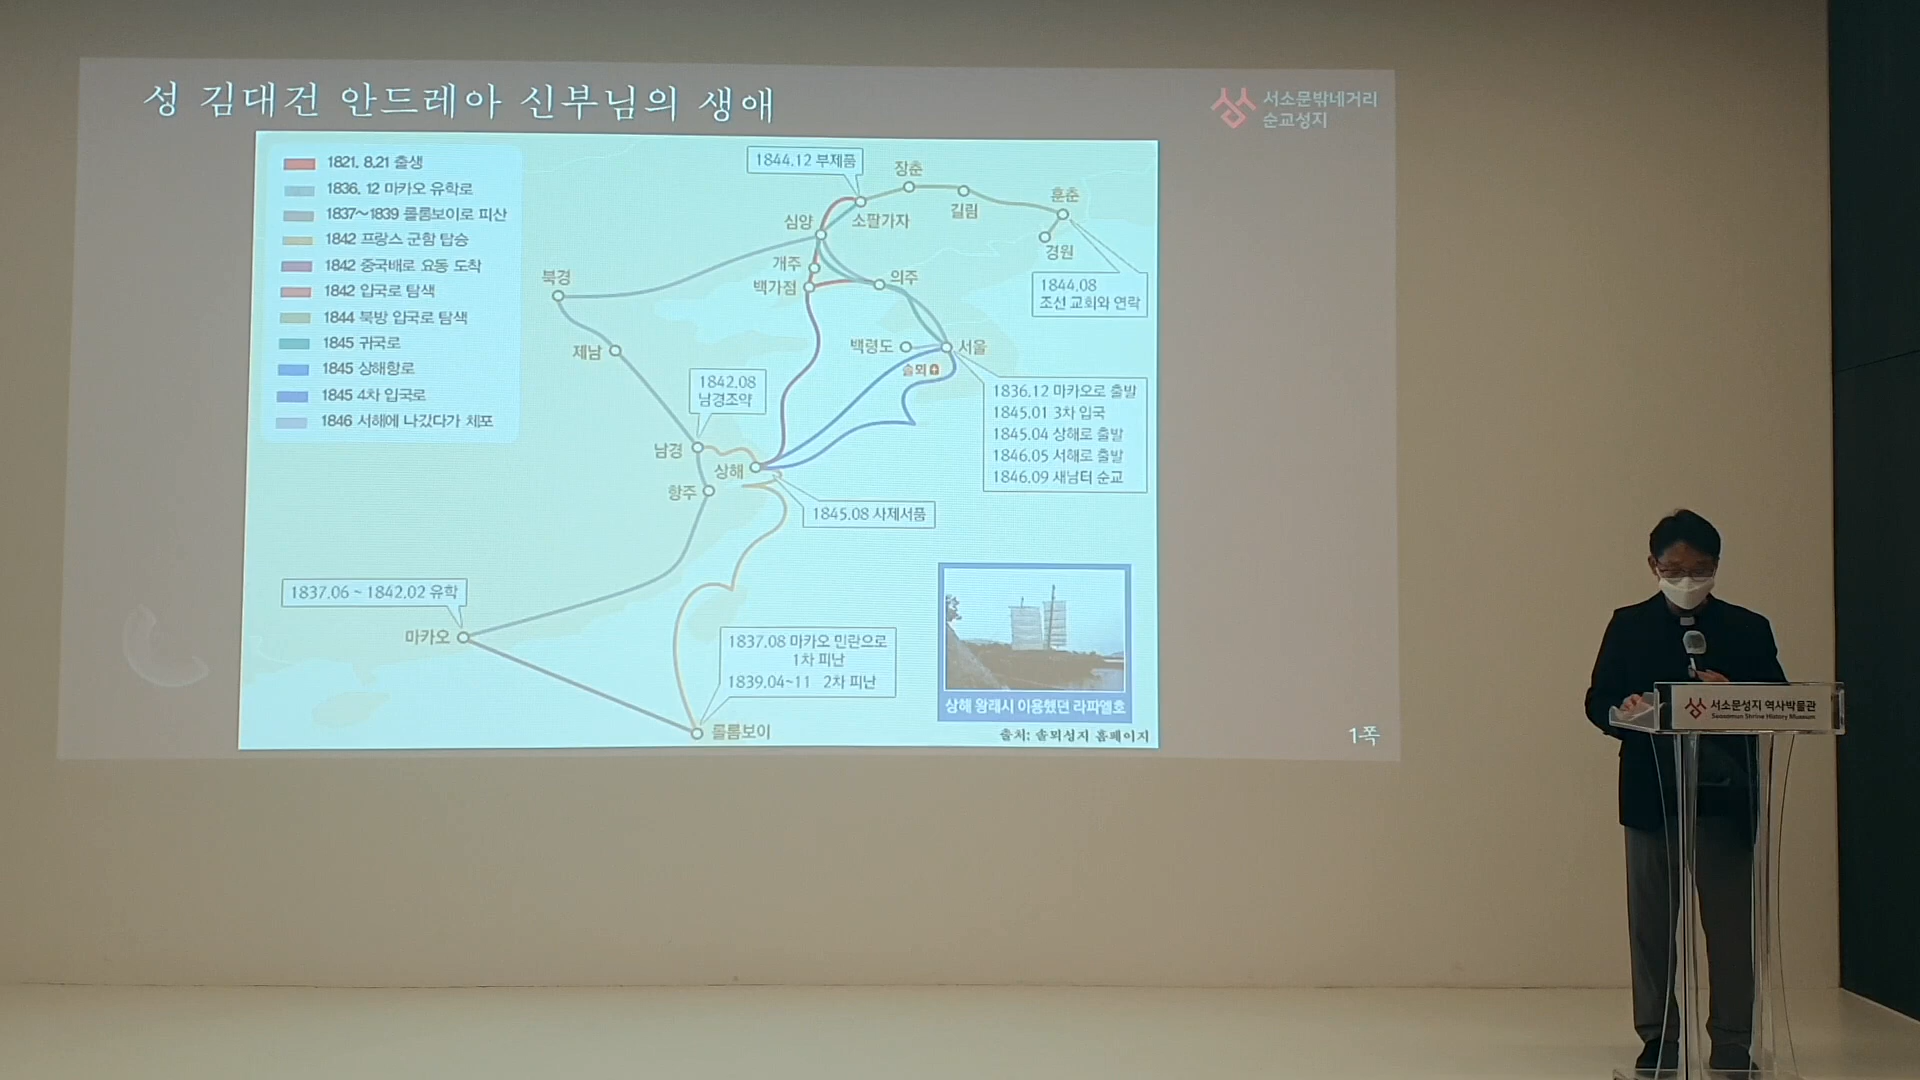 성 김대건 안드레아 신부님의 생애
서소문밖네거리
순교성지
1821. 8.21 출생
1836. 12 마카오 유학로
1837~1839 롤롬보이로 피산
1842 프랑스 군함 탑승
1842 중국배로 요동 도착
1842 입국로 탐색
1844 북방 입국로 탐색
1845 귀국로
1845 상해항로
1845 4차 입국로
1846 서해에 나갔다가 체포
1844.12 부제품
장춘
길림
훈춘
경원
소팔가자
심양
개주
백가점
의주
북경
1844.08
조선 교회와 연락
제남
백령도
서울
솔뫼
1842.08
남경조약
1836.12 마카오로 출발
1845.01 3차 입국
1845.04 상해로 출발
1846.05 서해로 출발
1846.09 새남터 순교
남경
상해
항주
1845.08 사제서품
1837.06 ~ 1842.02 유학
마카오
1837.08 마카오 민란으로
1차 피난
1839.04~11 2차 피난
롤롬보이
상해 왕래시 이용했던 라파엘호
출처: 솔뫼성지 홈페이지
1쪽
서소문성지 역사박물관
Seosomun Shrine History Museum